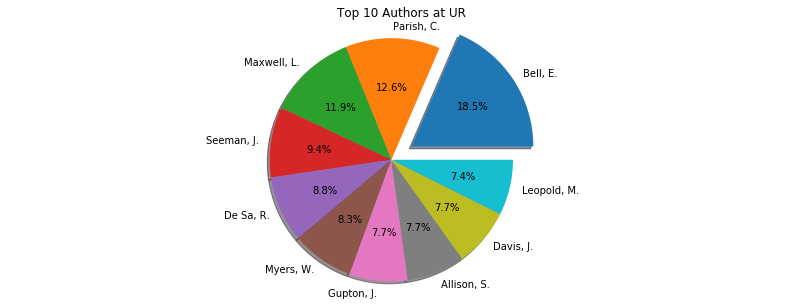 Top 10 Authors at UR
Bell, E.
18.5%
Parish, C.
12.6%
Maxwell, L.
11.9%
Seeman, J.
9.4%
De Sa, R.
8.8%
Myers, W.
8.3%
Gupton, J.
7.7%
Allison, S.
7.7%
Davis, J.
7.7%
Leopold, M.
7.4%